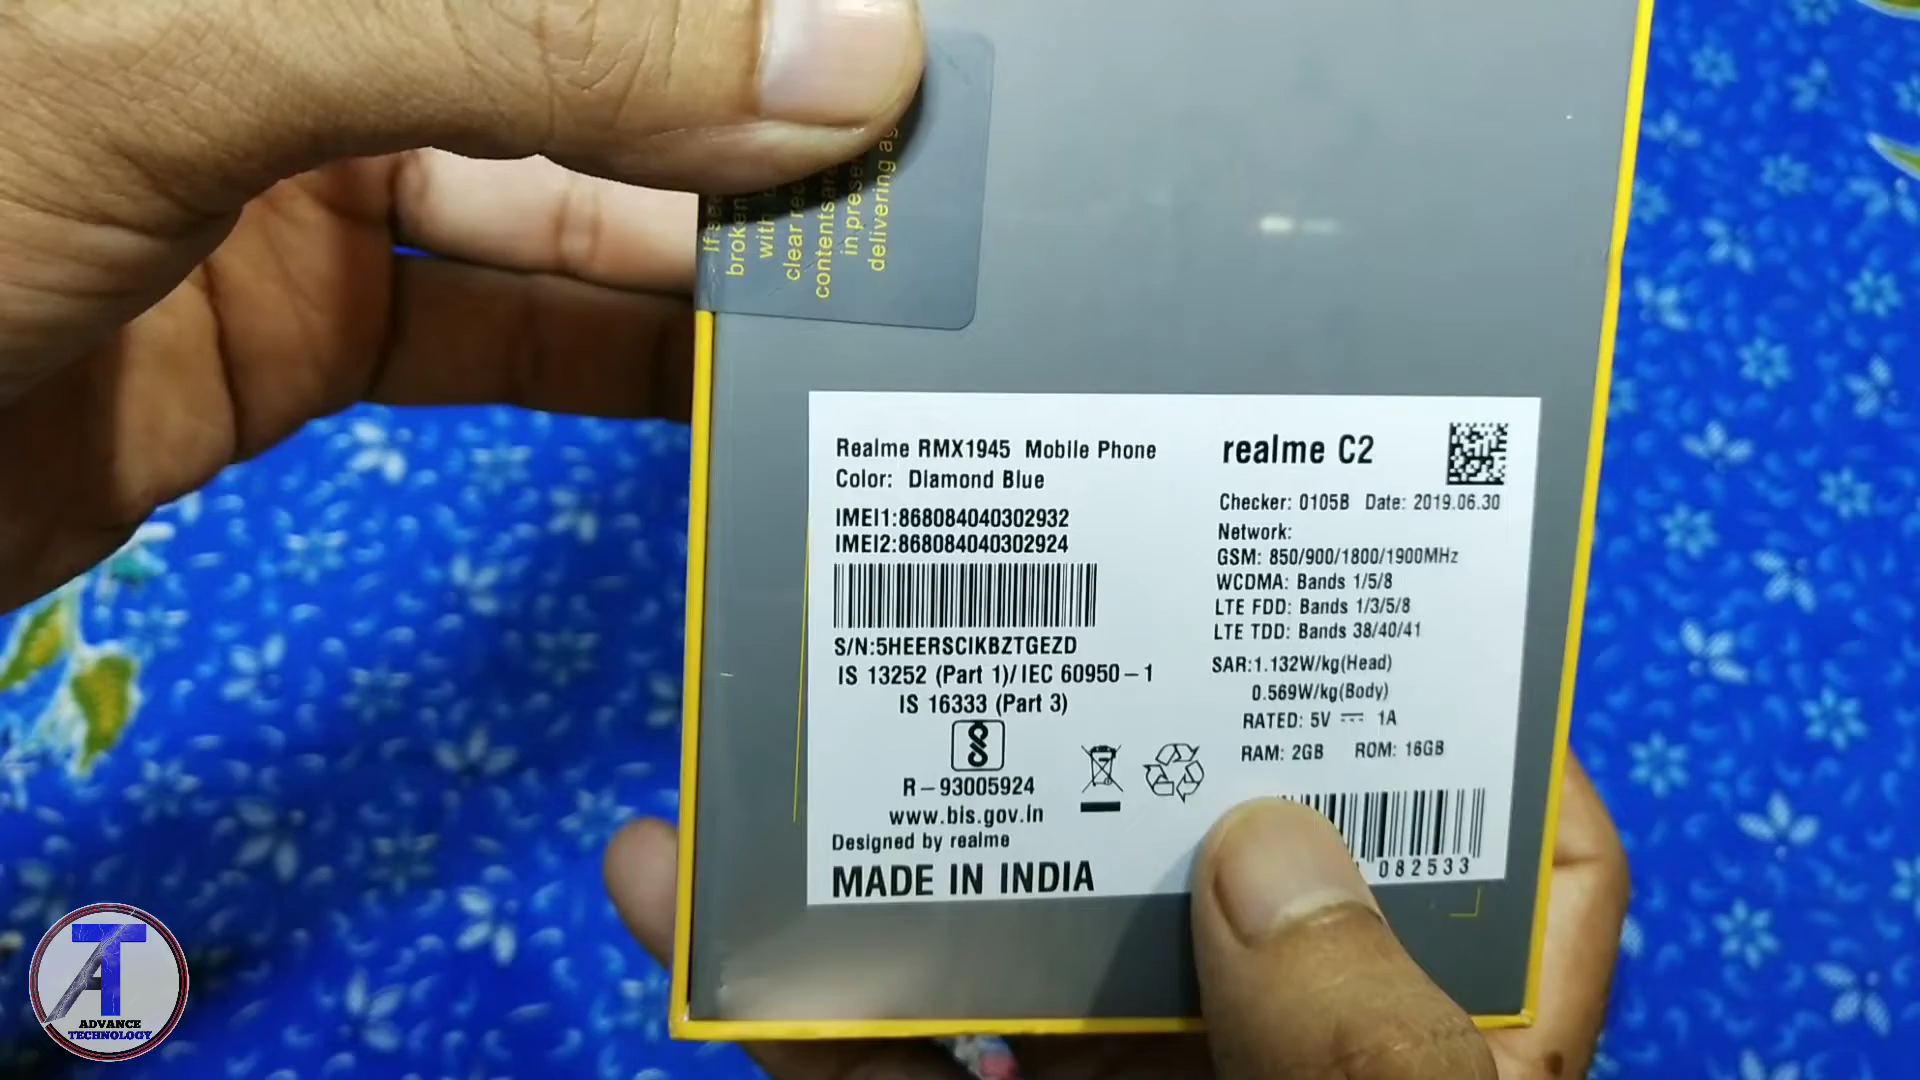 If
broken
with
clear
contents are
in prese
delivering
Realme RMX1945 Mobile Phone
Color: Diamond Blue
IMEI1:868084040302932
IMEI2:868084040302924
S/N:5HEERSCIKBZTGEZD
IS 13252 (Part 1)/IEC 60950-1
IS 16333 (Part 3)
R-93005924
www.bis.gov.in
Designed by realme
MADE IN INDIA
realme C2
Checker: 0105B Date: 2019.06.30
Network:
GSM: 850/900/1800/1900MHz
WCDMA: Bands 1/5/8
LTE FDD: Bands 1/3/5/8
LTE TDD: Bands 38/40/41
SAR:1.132W/kg(Head)
0.569W/kg(Body)
RATED: 5V ⎓ 1A
RAM: 2GB ROM: 16GB
082533
AT
ADVANCE
TECHNOLOGY